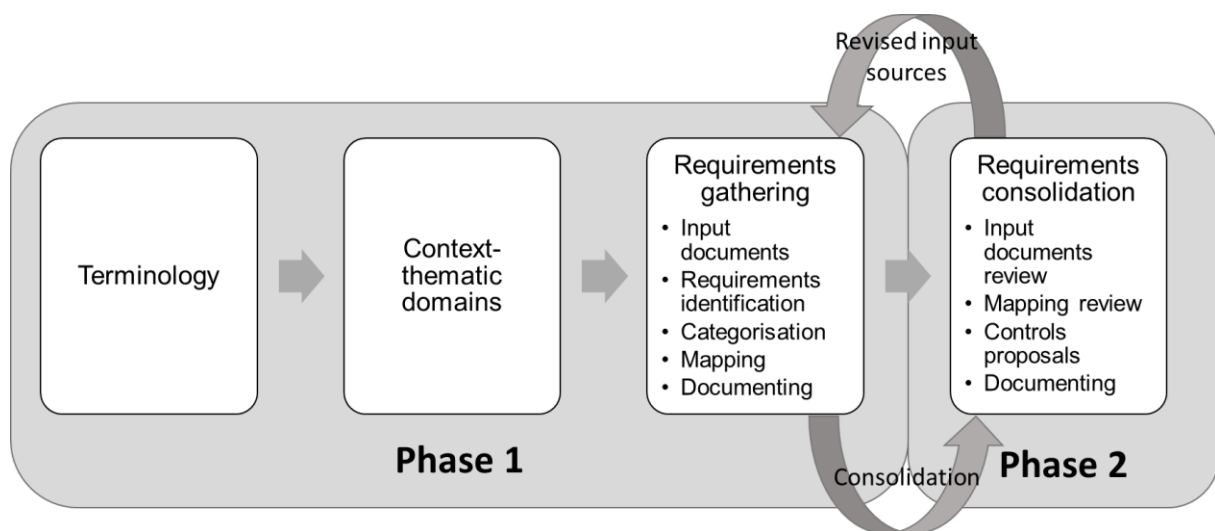 Revised input
sources
Terminology
Context-
thematic
domains
Requirements
gathering
• Input
documents
• Requirements
identification
• Categorisation
• Mapping
• Documenting
Requirements
consolidation
• Input
documents
review
• Mapping review
• Controls
proposals
• Documenting
Phase 1
Consolidation
Phase 2